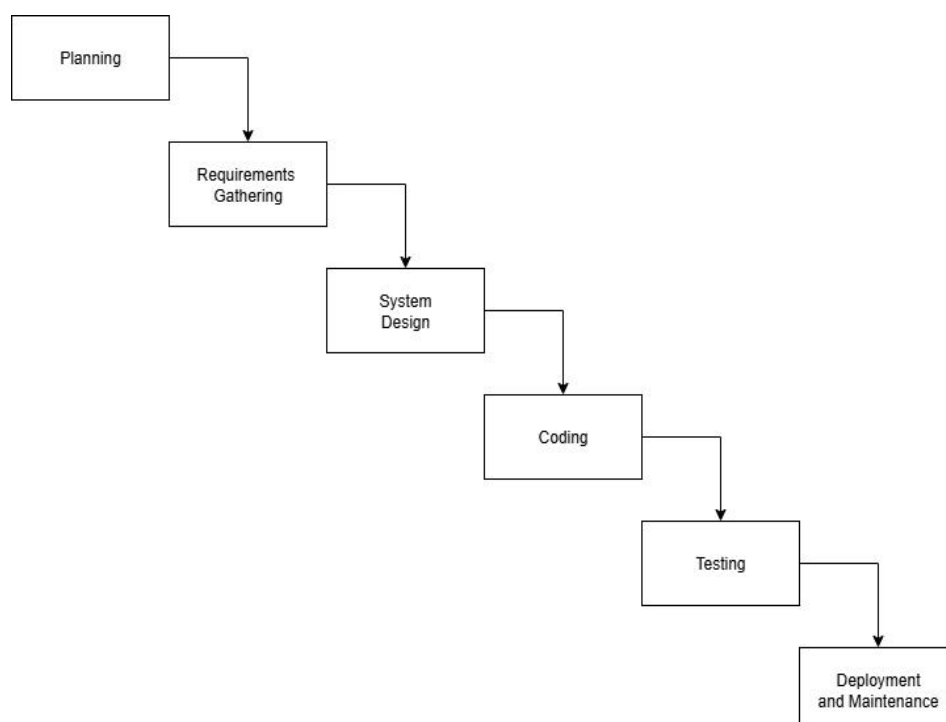 Planning
Requirements
Gathering
System
Design
Coding
Testing
Deployment
and Maintenance